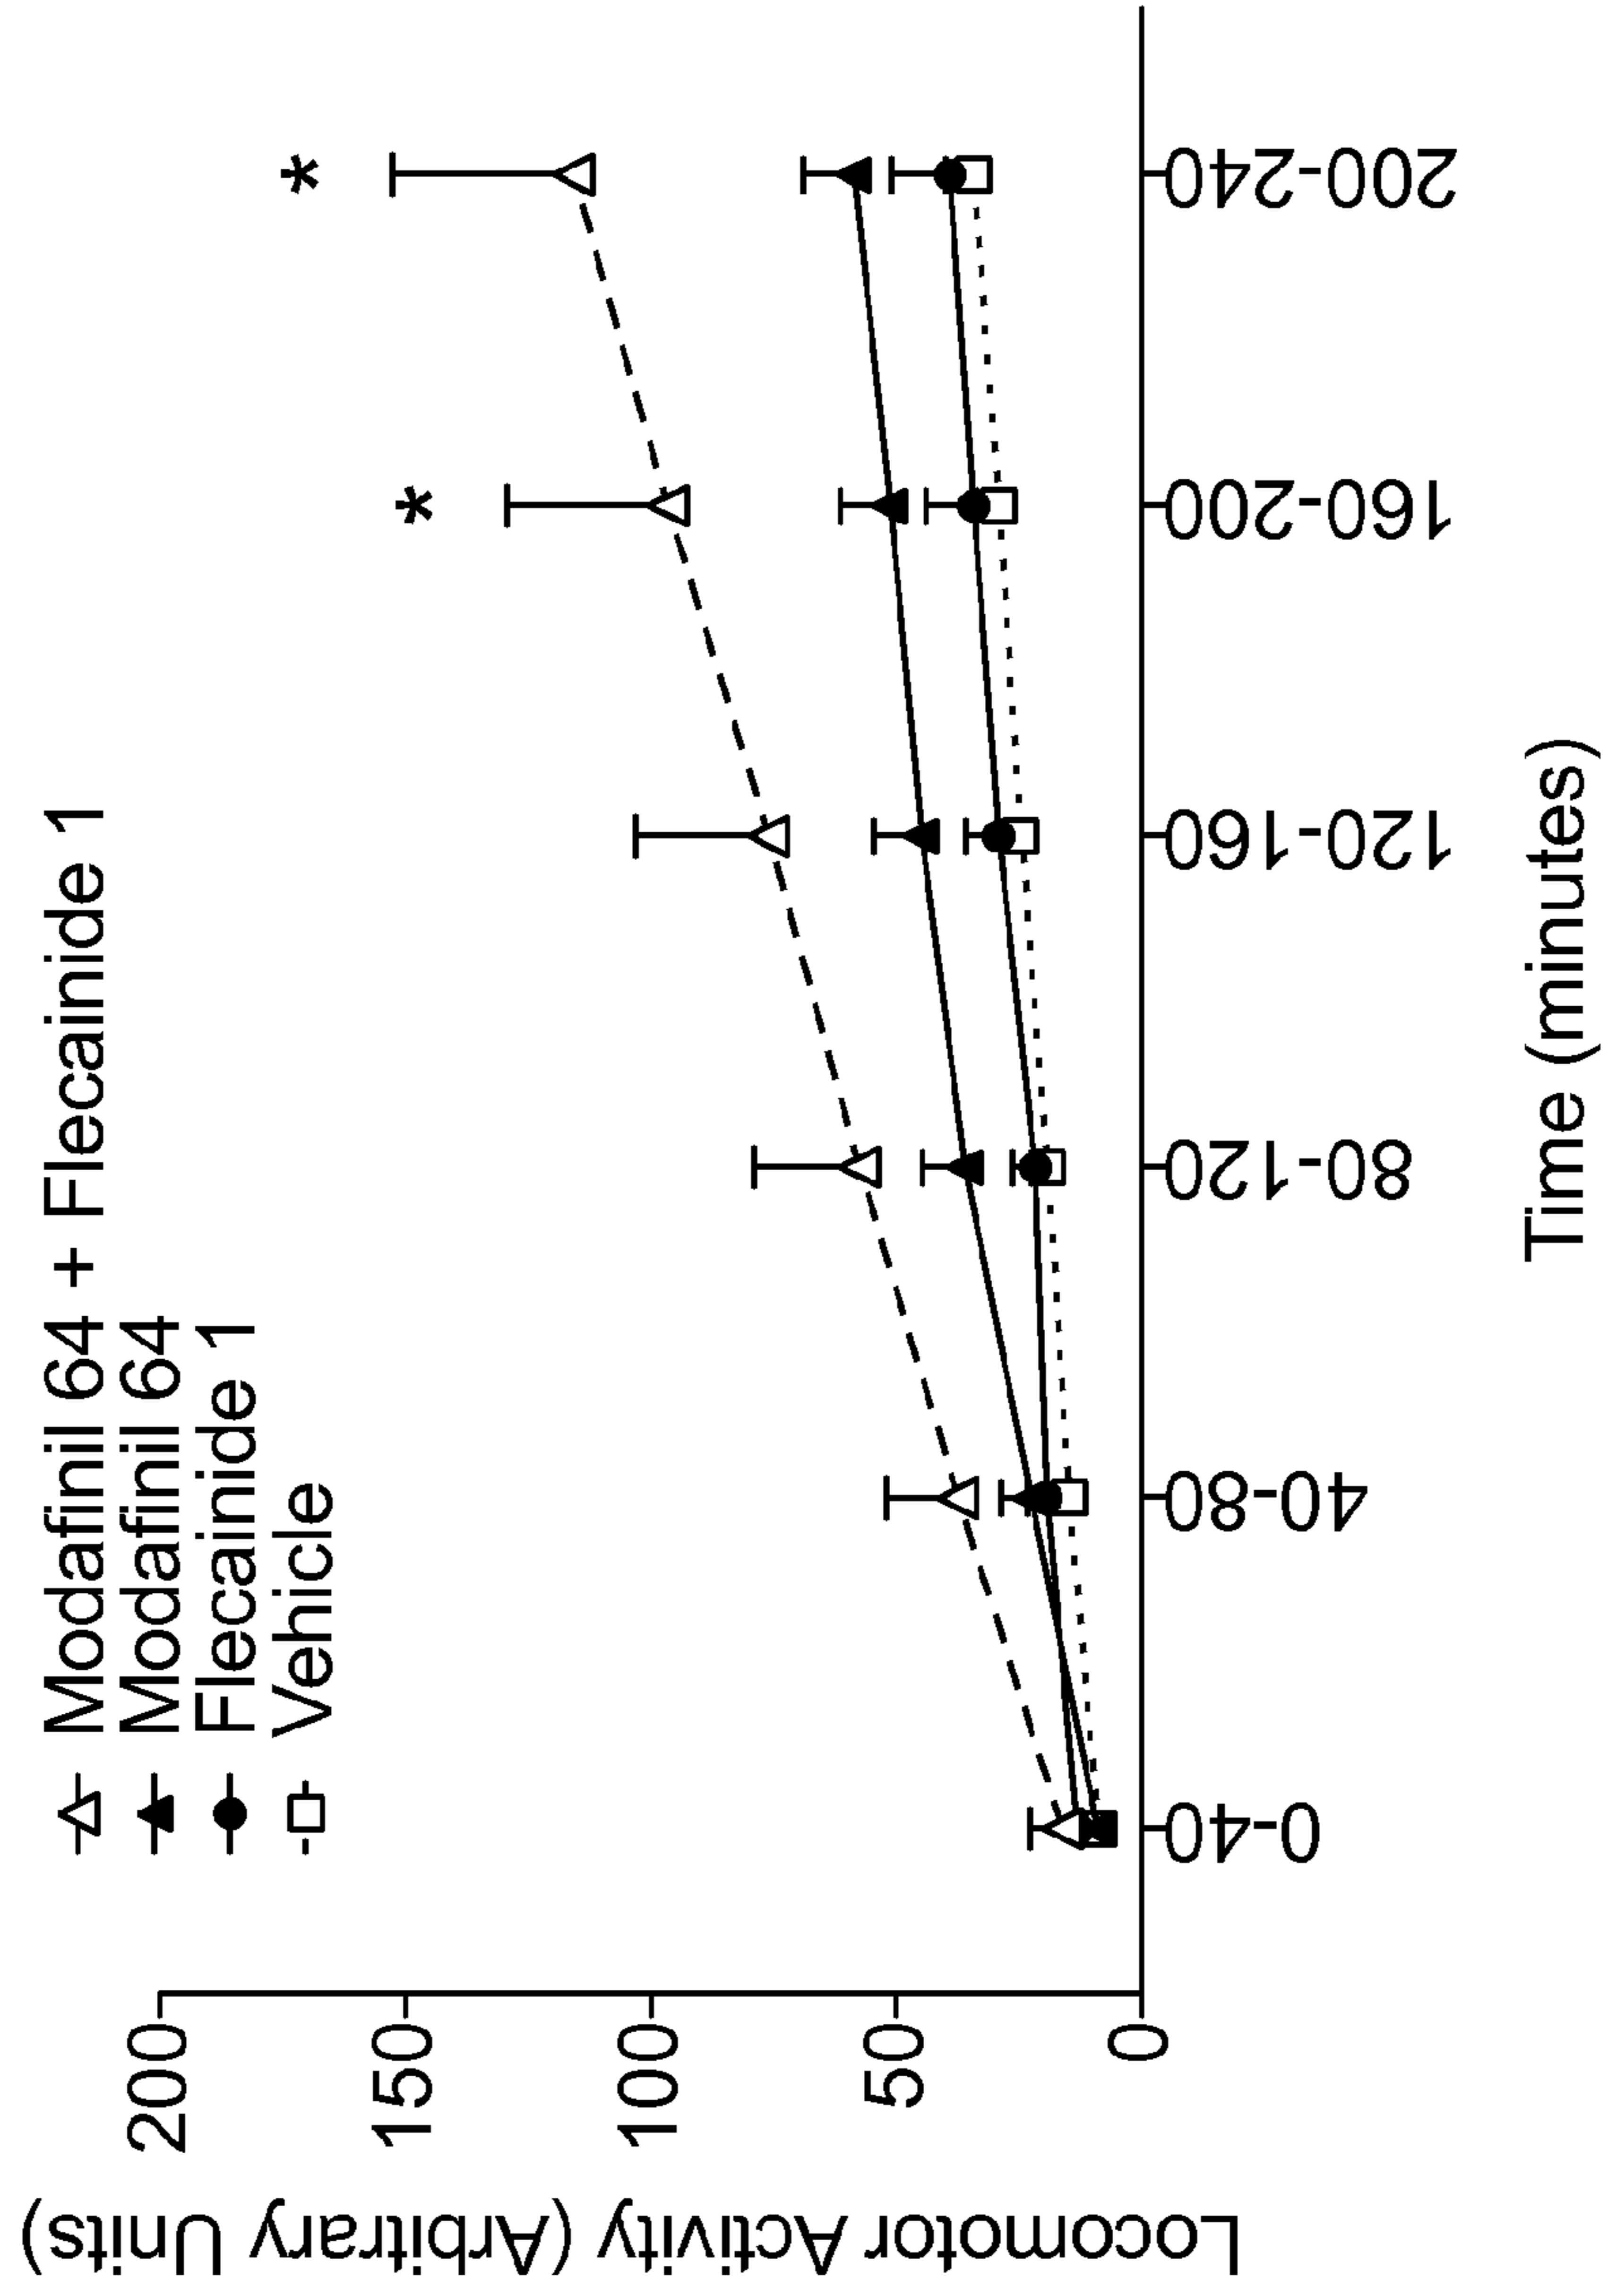 Modafinil 64 + Flecainide 1
Modafinil 64
Flecainide 1
Vehicle
Locomotor Activity (Arbitrary Units)
200
150
100
50
0
*
*
0-40
40-80
80-120
120-160
160-200
200-240
Time (minutes)